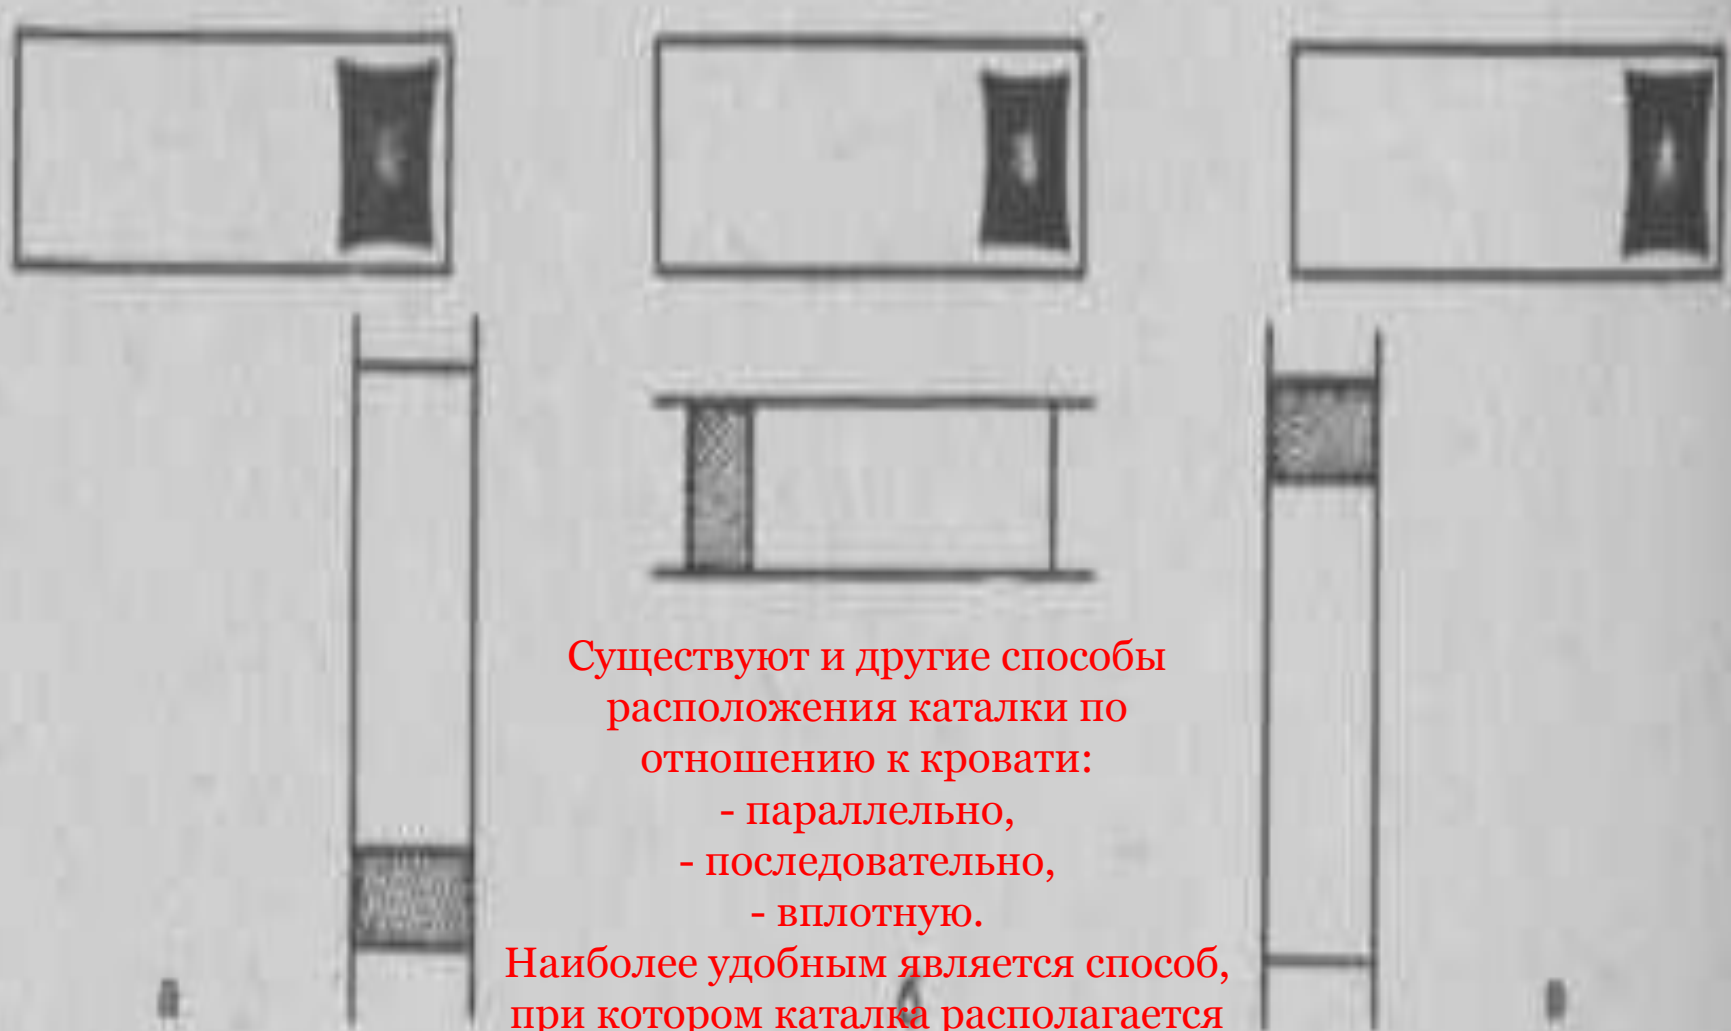 Существуют и другие способы
расположения каталки по
отношению к кровати:
- параллельно,
- последовательно,
- вплотную.
Наиболее удобным является способ,
при котором каталка располагается